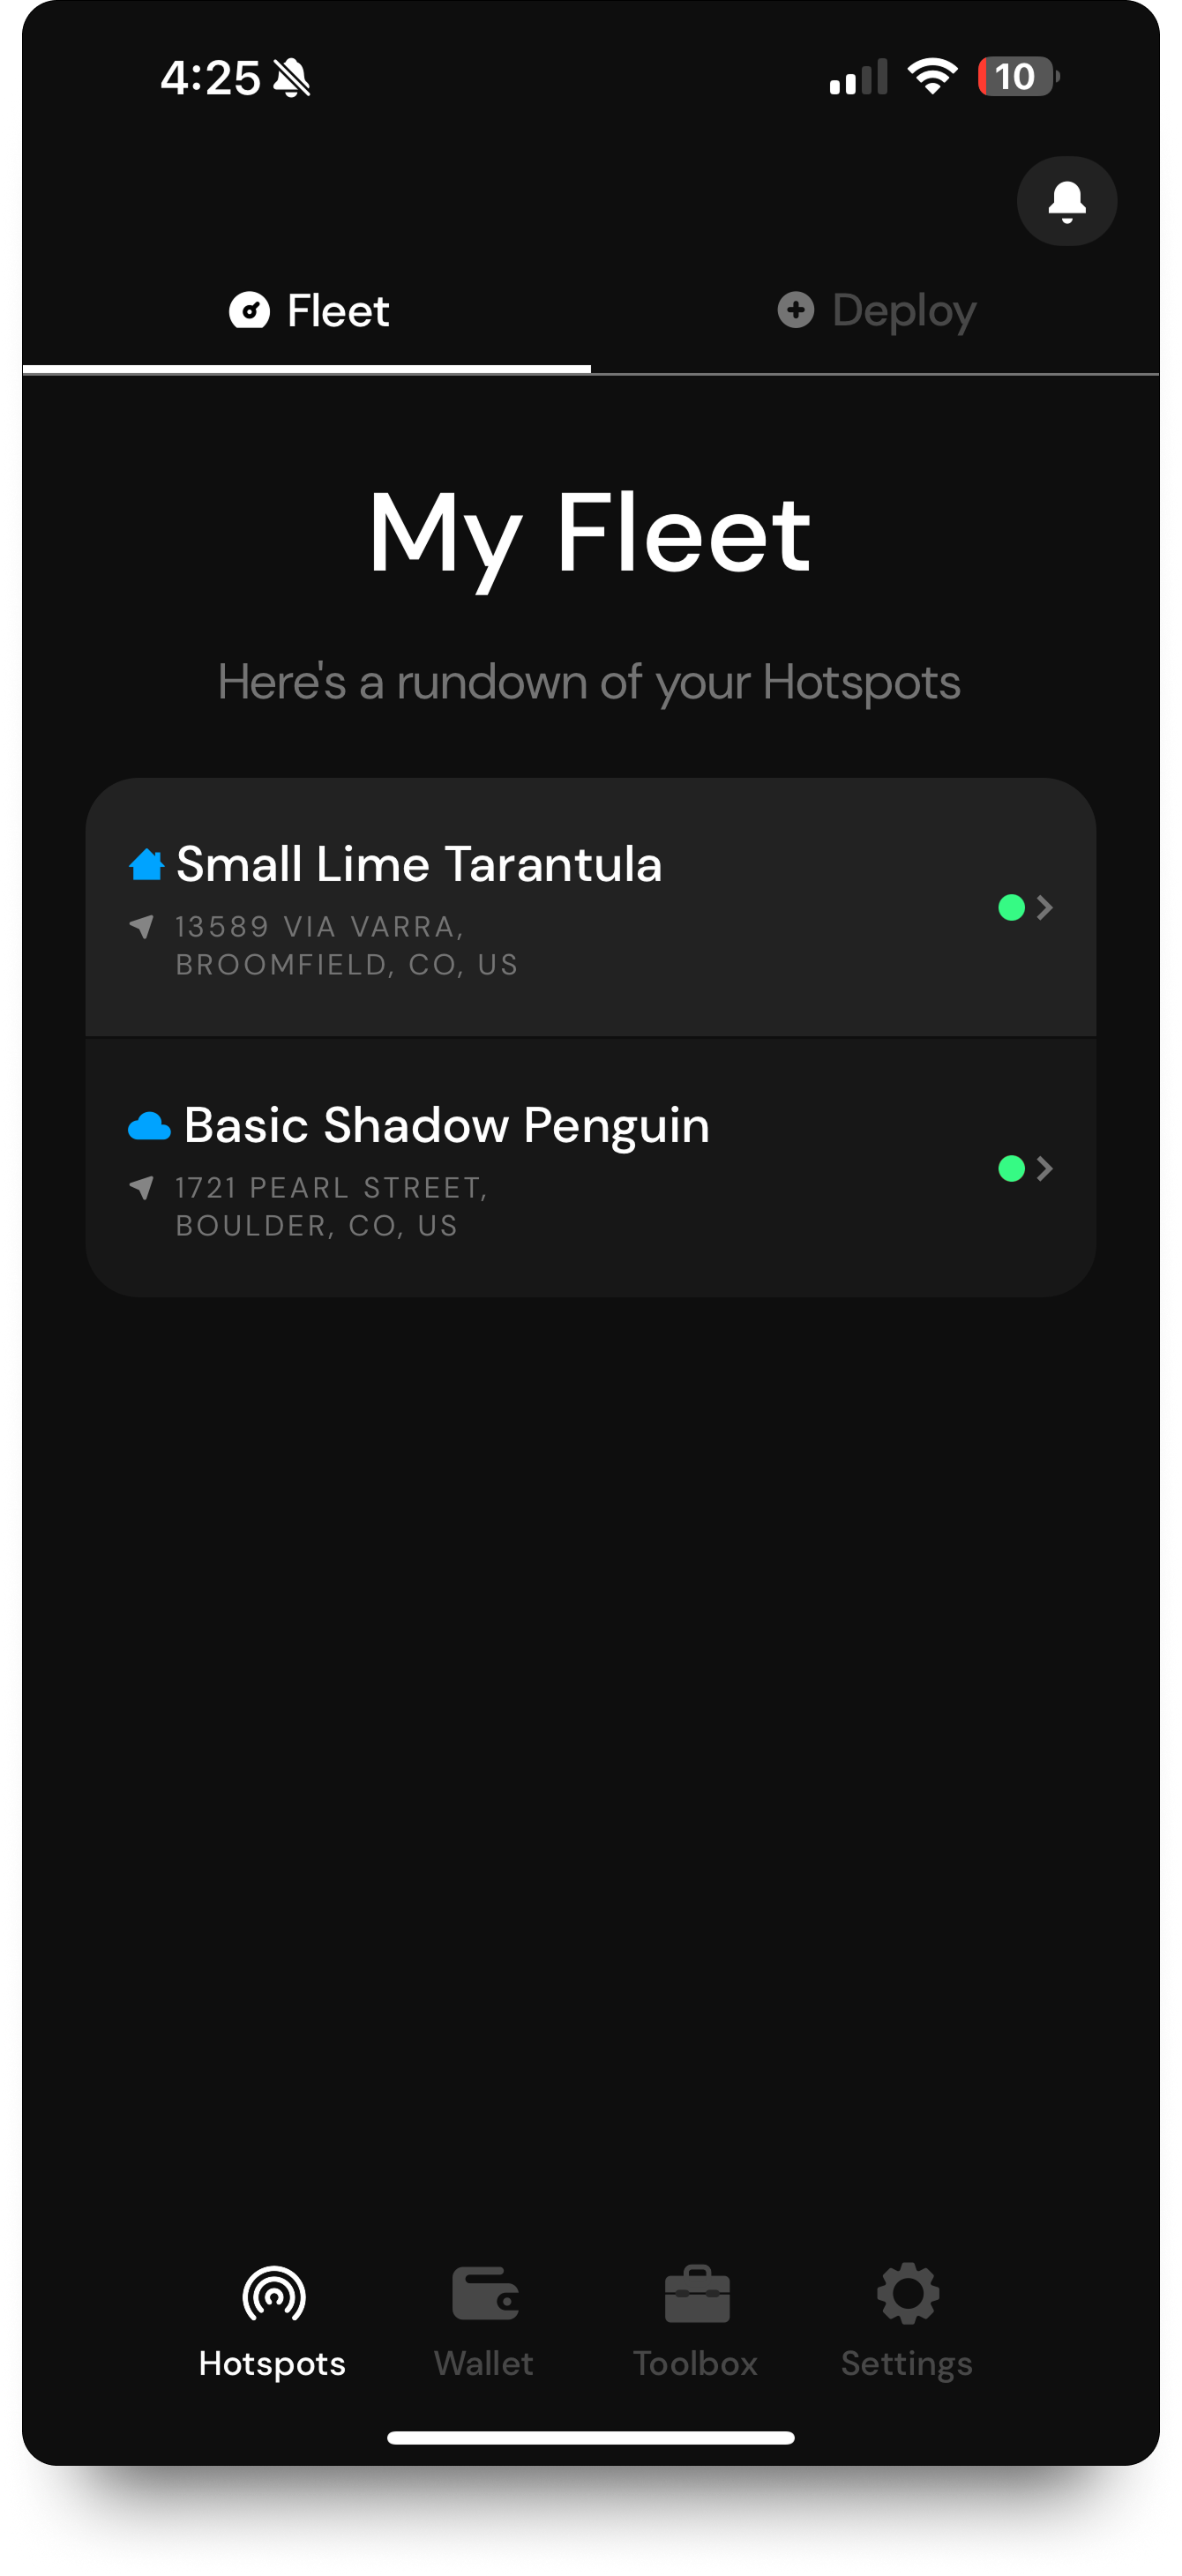 4:25
10
Fleet
Deploy
My Fleet
Here's a rundown of your Hotspots
Small Lime Tarantula
13589 VIA VARRA,
BROOMFIELD, CO, US
Basic Shadow Penguin
1721 PEARL STREET,
BOULDER, CO, US
Hotspots
Wallet
Toolbox
Settings